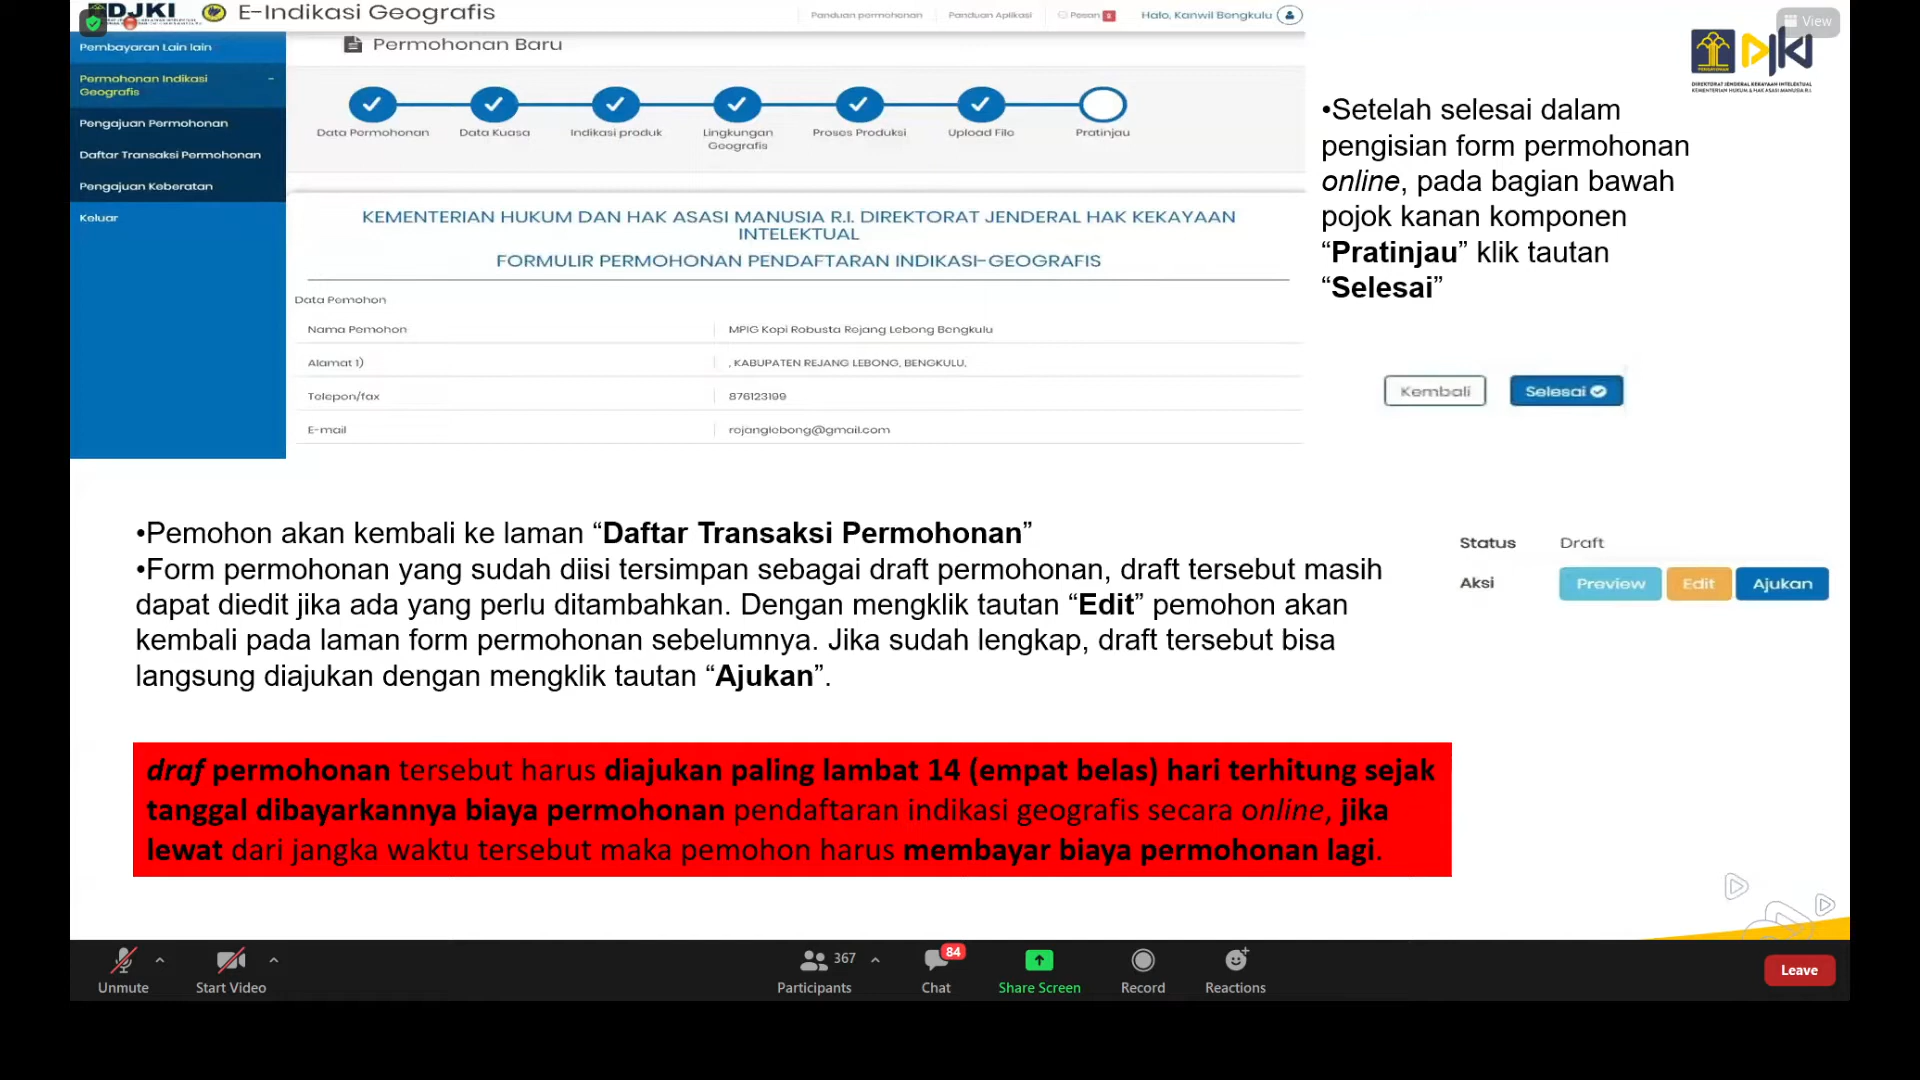 DJKI
E-Indikasi Geografis
Panduan permohonan
Panduan Aplikasi
Pesan
Halo, Kanwil Bengkulu
View
Pembayaran Lain lain
Permohonan Indikasi
Geografis
Pengajuan Permohonan
Daftar Transaksi Permohonan
Pengajuan Keberatan
Keluar
Permohonan Baru
Data Permohonan
Data Kuasa
Indikasi produk
Lingkungan
Geografis
Proses Produksi
Upload File
Pratinjau
KEMENTERIAN HUKUM DAN HAK ASASI MANUSIA R.I. DIREKTORAT JENDERAL HAK KEKAYAAN
INTELEKTUAL
FORMULIR PERMOHONAN PENDAFTARAN INDIKASI-GEOGRAFIS
Data Pemohon
Nama Pemohon MPIG Kopi Robusta Rejang Lebong Bengkulu
Alamat 1) , KABUPATEN REJANG LEBONG, BENGKULU,
Telepon/fax 876123199
E-mail rejanglebong@gmail.com
DJKI
DIREKTORAT JENDERAL KEKAYAAN INTELEKTUAL
KEMENTERIAN HUKUM & HAK ASASI MANUSIA R.I.
•Setelah selesai dalam
pengisian form permohonan
online, pada bagian bawah
pojok kanan komponen
“Pratinjau” klik tautan
“Selesai”
Kembali
Selesai
•Pemohon akan kembali ke laman “Daftar Transaksi Permohonan”
•Form permohonan yang sudah diisi tersimpan sebagai draft permohonan, draft tersebut masih
dapat diedit jika ada yang perlu ditambahkan. Dengan mengklik tautan “Edit” pemohon akan
kembali pada laman form permohonan sebelumnya. Jika sudah lengkap, draft tersebut bisa
langsung diajukan dengan mengklik tautan “Ajukan”.
Status Draft
Aksi Preview Edit Ajukan
draf permohonan tersebut harus diajukan paling lambat 14 (empat belas) hari terhitung sejak
tanggal dibayarkannya biaya permohonan pendaftaran indikasi geografis secara online, jika
lewat dari jangka waktu tersebut maka pemohon harus membayar biaya permohonan lagi.
Unmute
Start Video
367
Participants
84
Chat
Share Screen
Record
Reactions
Leave